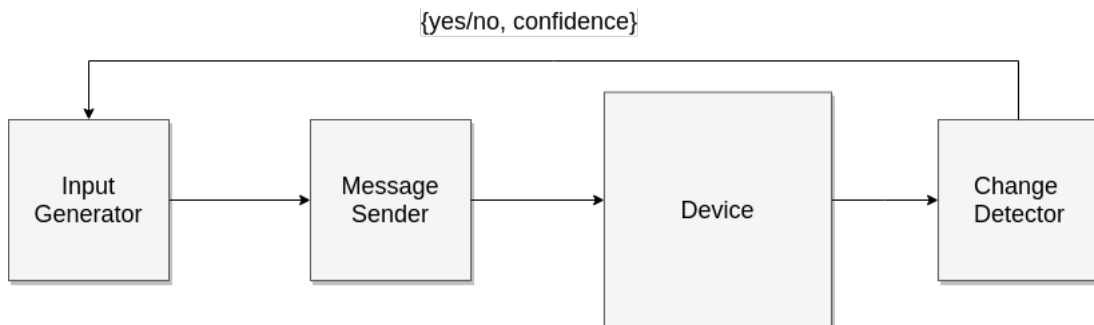 {yes/no, confidence}
Input
Generator
Message
Sender
Device
Change
Detector